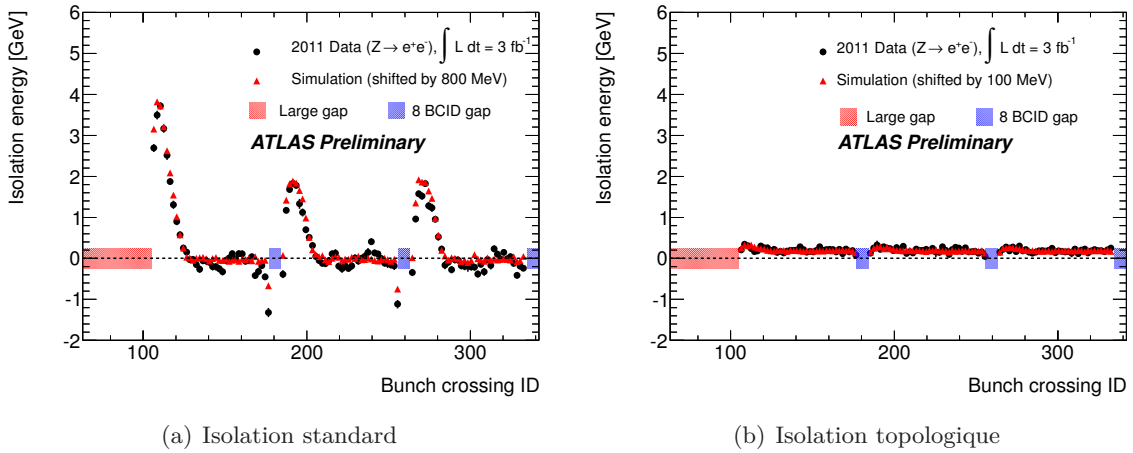 Isolation energy [GeV]
6
5
4
3
2
1
0
-1
-2
2011 Data (Z → e⁺e⁻), ∫ L dt = 3 fb⁻¹
Simulation (shifted by 800 MeV)
Large gap
8 BCID gap
ATLAS Preliminary
100
200
300
Bunch crossing ID
(a) Isolation standard
Isolation energy [GeV]
6
5
4
3
2
1
0
-1
-2
2011 Data (Z → e⁺e⁻), ∫ L dt = 3 fb⁻¹
Simulation (shifted by 100 MeV)
Large gap
8 BCID gap
ATLAS Preliminary
100
200
300
Bunch crossing ID
(b) Isolation topologique